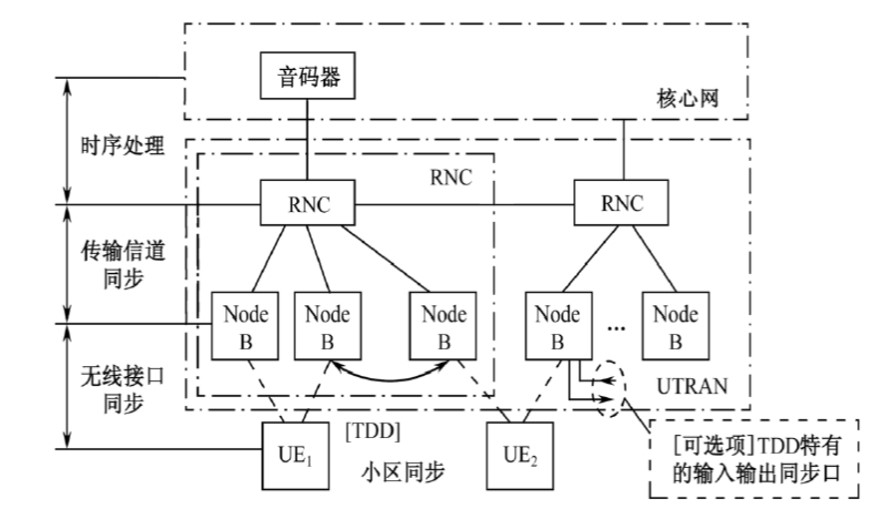 音码器
核心网
时序处理
RNC
RNC
RNC
传输信道
同步
Node
B
Node
B
Node
B
Node
B
...
Node
B
无线接口
同步
UTRAN
UE₁
[TDD]
小区同步
UE₂
[可选项]TDD特有
的输入输出同步口